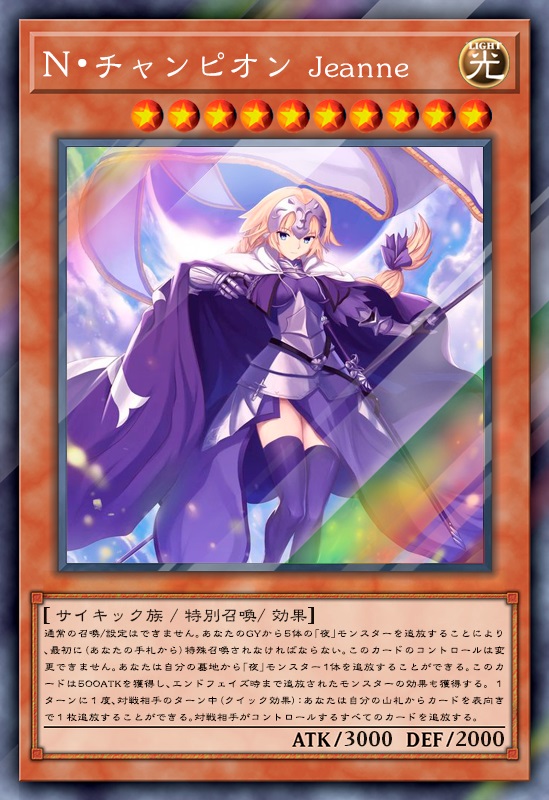 N•チャンピオン Jeanne
LIGHT
光
[ サイキック族 / 特別召喚/ 効果]
通常の召喚/設定はできません。あなたのGYから5体の「夜」モンスターを追放することにより
、最初に(あなたの手札から)特殊召喚されなければならない。このカードのコントロールは変
更できません。あなたは自分の墓地から「夜」モンスター1体を追放することができる。このカ
ードは500ATKを獲得し、エンドフェイズ時まで追放されたモンスターの効果も獲得する。 1
ターンに1度、対戦相手のターン中(クイック効果):あなたは自分の山札からカードを表向き
で1枚追放することができる。対戦相手がコントロールするすべてのカードを追放する。
ATK/3000 DEF/2000